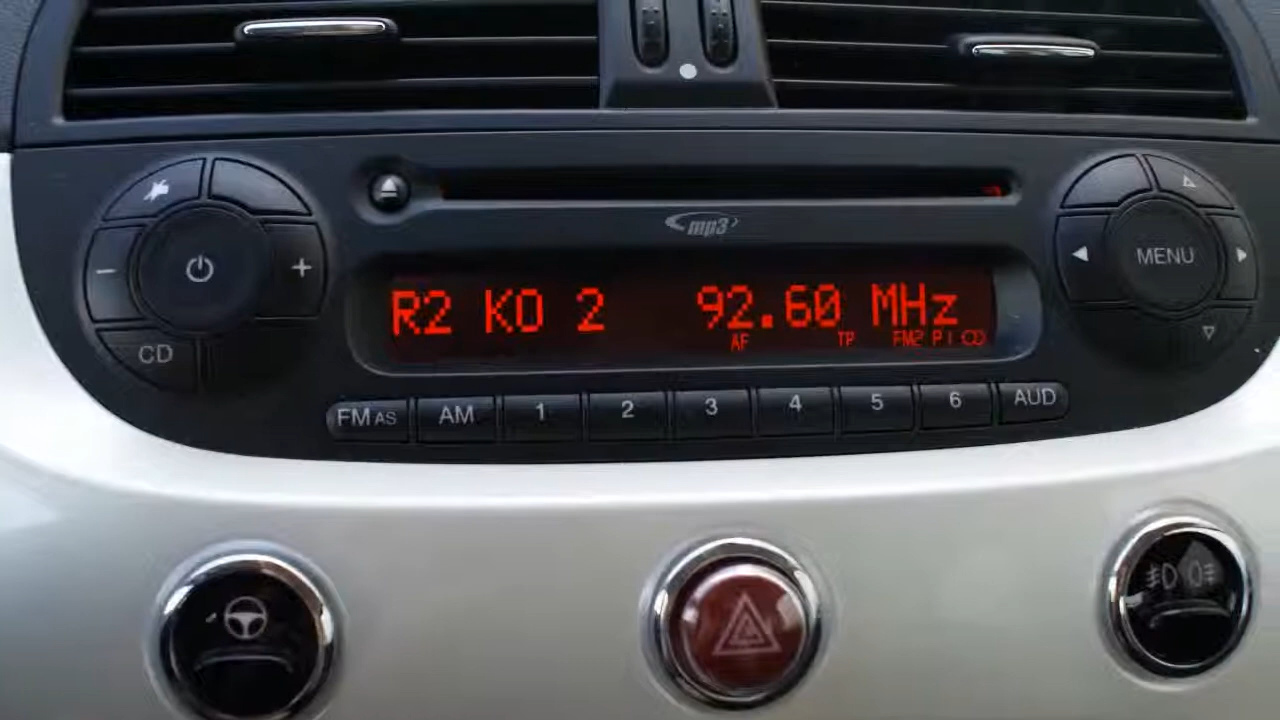 mp3
R2 KO 2 92.60 MHz
AF TP FM2 P1 CD
MENU
CD
FM AS AM 1 2 3 4 5 6 AUD